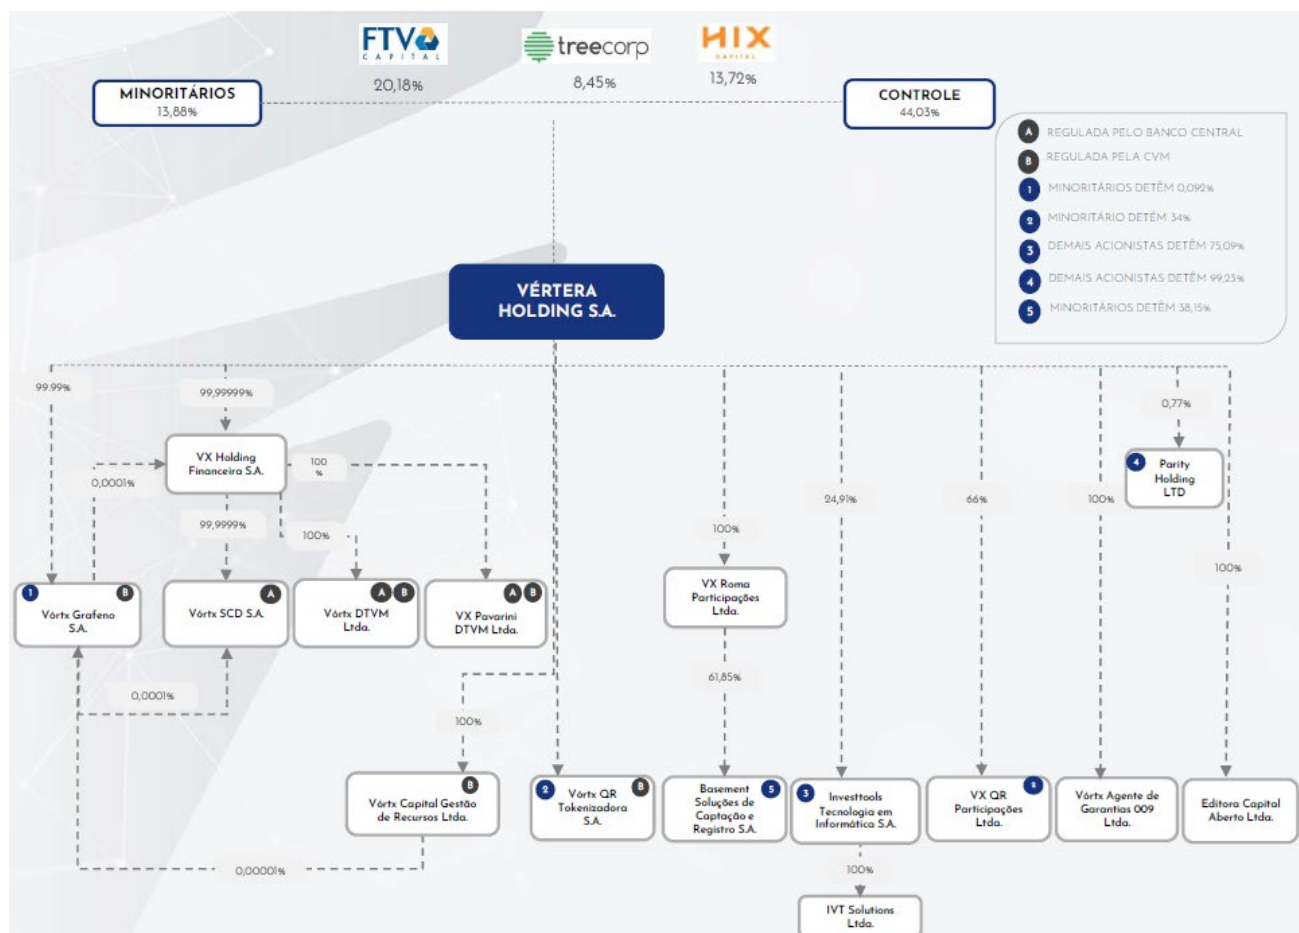 FTV
CAPITAL
treecorp
HIX
CAPITAL
20,18%
8,45%
13,72%
MINORITÁRIOS
13,88%
CONTROLE
44,03%
A REGULADA PELO BANCO CENTRAL
B REGULADA PELA CVM
1 MINORITÁRIOS DETÊM 0,092%
2 MINORITÁRIO DETÉM 34%
3 DEMAIS ACIONISTAS DETÊM 75,09%
4 DEMAIS ACIONISTAS DETÊM 99,23%
5 MINORITÁRIOS DETÊM 38,15%
VÉRTERA
HOLDING S.A.
99.99%
99,99999%
0,77%
VX Holding
Financeira S.A.
100
%
0,0001%
99,9999%
100%
4
Parity
Holding
LTD
24,91%
66%
100%
100%
100%
1
B
Vórtx Grafeno
S.A.
A
Vórtx SCD S.A.
A B
Vórtx DTVM
Ltda.
A B
VX Pavarini
DTVM Ltda.
VX Roma
Participações
Ltda.
0,0001%
61,85%
100%
B
Vórtx Capital Gestão
de Recursos Ltda.
2
B
Vórtx QR
Tokenizadora
S.A.
5
Basement
Soluções de
Captação e
Registro S.A.
3
Investtools
Tecnologia em
Informática S.A.
2
VX QR
Participações
Ltda.
Vórtx Agente de
Garantias 009
Ltda.
Editora Capital
Aberto Ltda.
0,00001%
100%
IVT Solutions
Ltda.